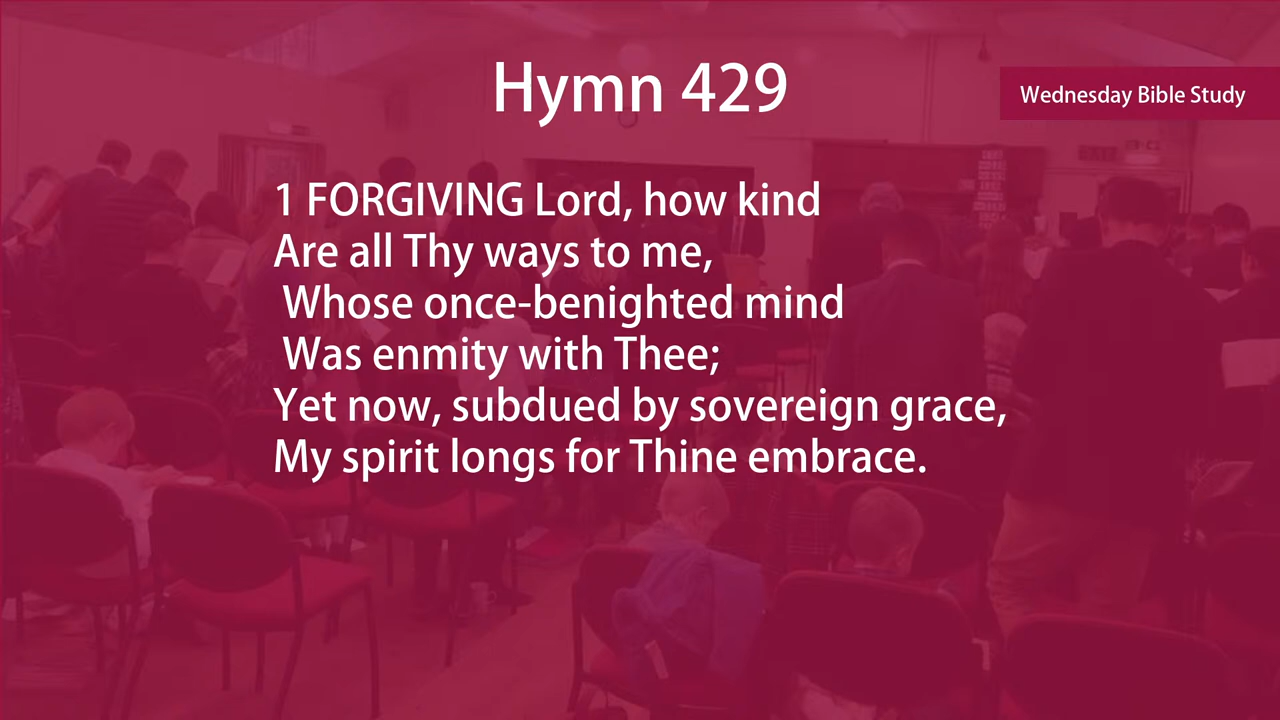 Hymn 429
Wednesday Bible Study
1 FORGIVING Lord, how kind
Are all Thy ways to me,
Whose once-benighted mind
Was enmity with Thee;
Yet now, subdued by sovereign grace,
My spirit longs for Thine embrace.